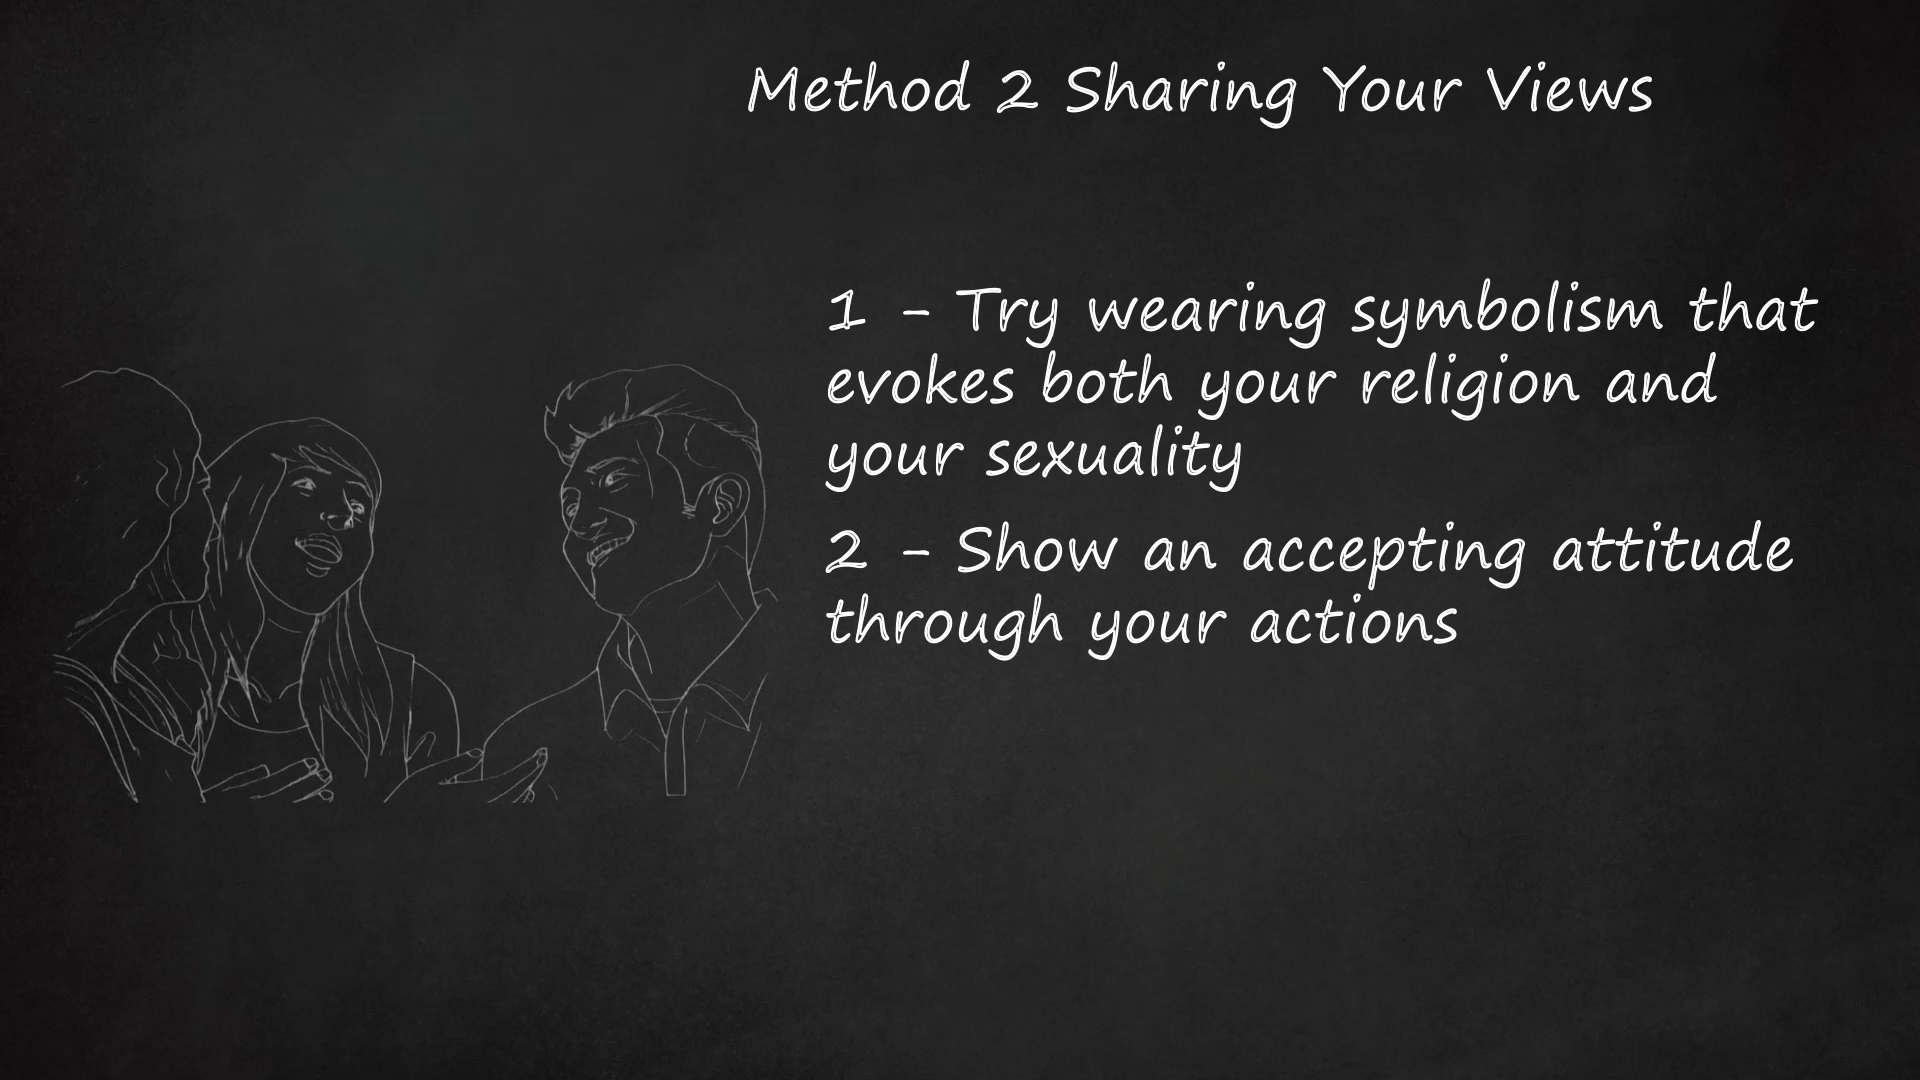 Method 2 Sharing Your Views
1 - Try wearing symbolism that
evokes both your religion and
your sexuality
2 - Show an accepting attitude
through your actions